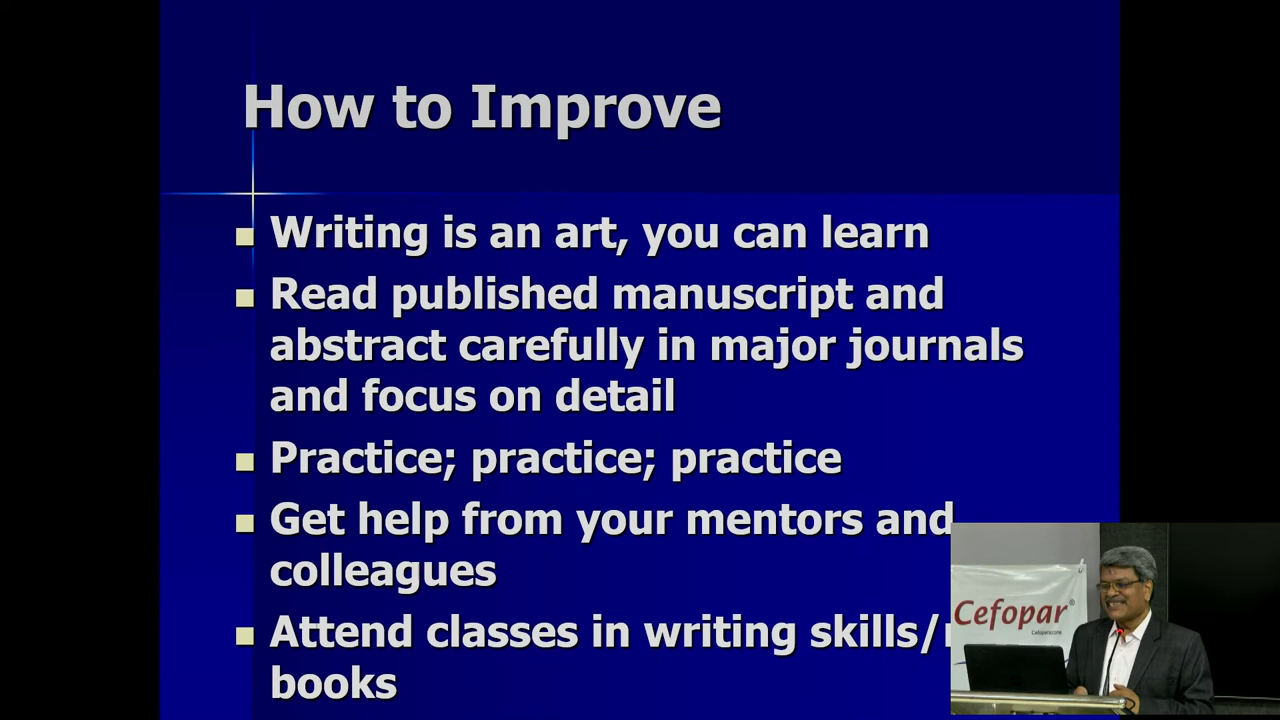 How to Improve
Writing is an art, you can learn
Read published manuscript and
abstract carefully in major journals
and focus on detail
Practice; practice; practice
Get help from your mentors and
colleagues
Attend classes in writing skills/
books
Cefopar®